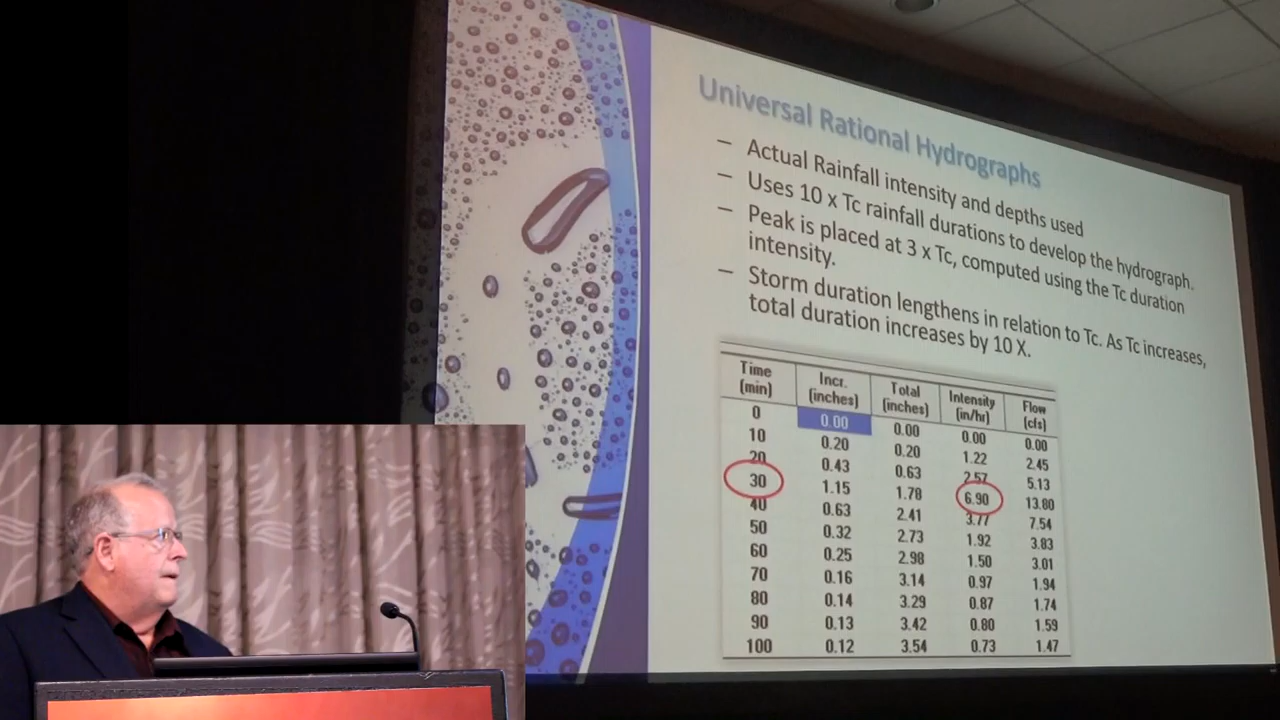 Universal Rational Hydrographs
– Actual Rainfall intensity and depths used
– Uses 10 x Tc rainfall durations to develop the hydrograph.
– Peak is placed at 3 x Tc, computed using the Tc duration
intensity.
– Storm duration lengthens in relation to Tc. As Tc increases,
total duration increases by 10 X.
Time (min) Incr. (inches) Total (inches) Intensity (in/hr) Flow (cfs)
0 0.00 0.00 0.00 0.00
10 0.20 0.20 1.22 2.45
20 0.43 0.63 2.57 5.13
30 1.15 1.78 6.90 13.80
40 0.63 2.41 3.77 7.54
50 0.32 2.73 1.92 3.83
60 0.25 2.98 1.50 3.01
70 0.16 3.14 0.97 1.94
80 0.14 3.29 0.87 1.74
90 0.13 3.42 0.80 1.59
100 0.12 3.54 0.73 1.47